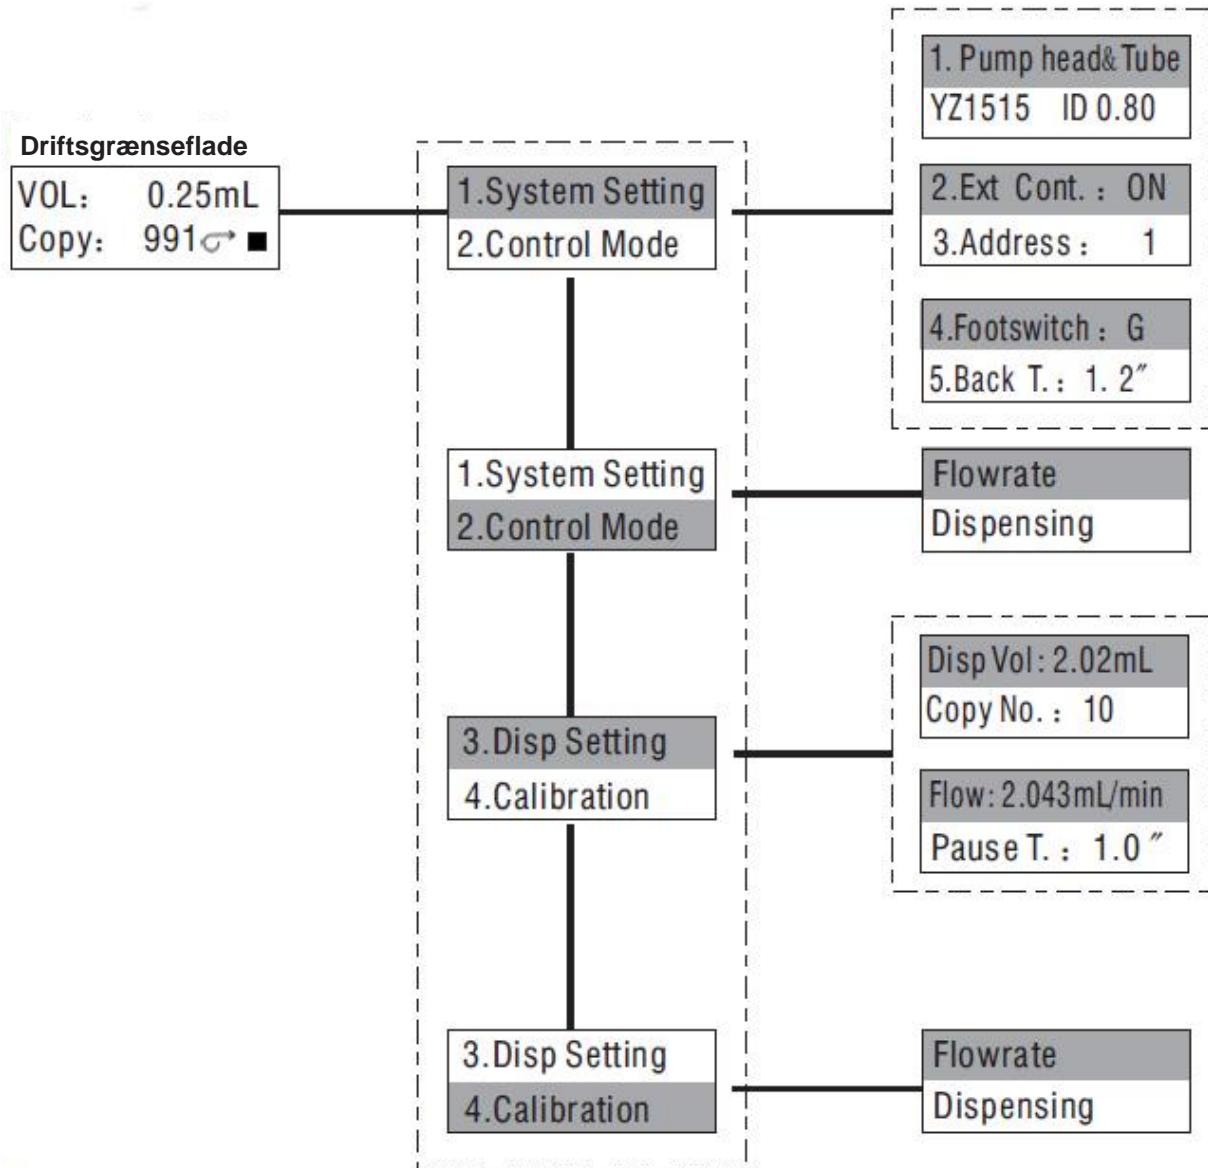 Driftsgrænseflade
VOL: 0.25mL
Copy: 991
1.System Setting
2.Control Mode
1. Pump head&Tube
YZ1515 ID 0.80
2.Ext Cont. : ON
3.Address : 1
4.Footswitch : G
5.Back T. : 1. 2″
1.System Setting
2.Control Mode
Flowrate
Dispensing
3.Disp Setting
4.Calibration
Disp Vol: 2.02mL
Copy No. : 10
Flow: 2.043mL/min
Pause T. : 1.0 ″
3.Disp Setting
4.Calibration
Flowrate
Dispensing